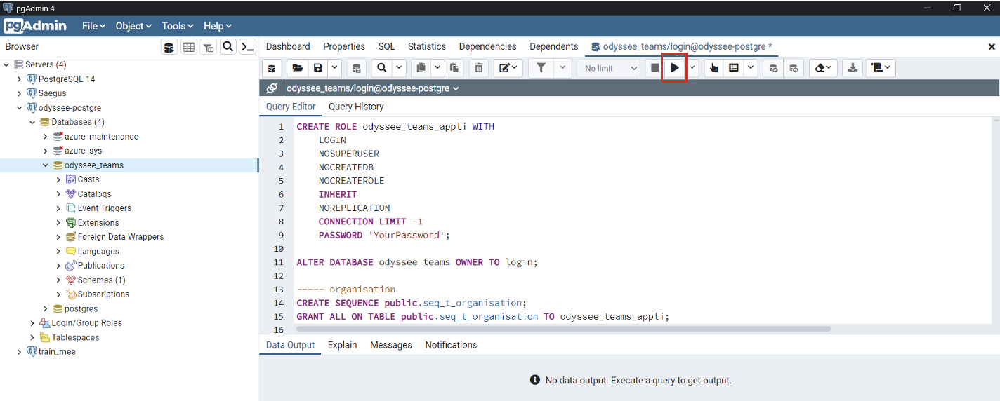 pgAdmin 4
pgAdmin File Object Tools Help
Browser
Dashboard Properties SQL Statistics Dependencies Dependents odyssee_teams/login@odyssee-postgre *
Servers (4)
PostgreSQL 14
Saegus
odyssee-postgre
Databases (4)
azure_maintenance
azure_sys
odyssee_teams
Casts
Catalogs
Event Triggers
Extensions
Foreign Data Wrappers
Languages
Publications
Schemas (1)
Subscriptions
postgres
Login/Group Roles
Tablespaces
train_mee
No limit
odyssee_teams/login@odyssee-postgre
Query Editor Query History
1 CREATE ROLE odyssee_teams_appli WITH
2 LOGIN
3 NOSUPERUSER
4 NOCREATEDB
5 NOCREATEROLE
6 INHERIT
7 NOREPLICATION
8 CONNECTION LIMIT -1
9 PASSWORD 'YourPassword';
10
11 ALTER DATABASE odyssee_teams OWNER TO login;
12
13 ----- organisation
14 CREATE SEQUENCE public.seq_t_organisation;
15 GRANT ALL ON TABLE public.seq_t_organisation TO odyssee_teams_appli;
16
Data Output Explain Messages Notifications
No data output. Execute a query to get output.